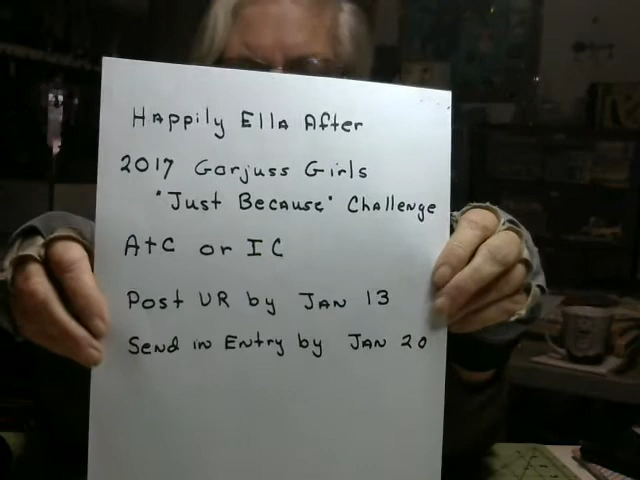 Happily Ella After
2017 Gorjuss Girls
"Just Because" Challenge
AtC or IC
Post VR by Jan 13
Send in Entry by Jan 20